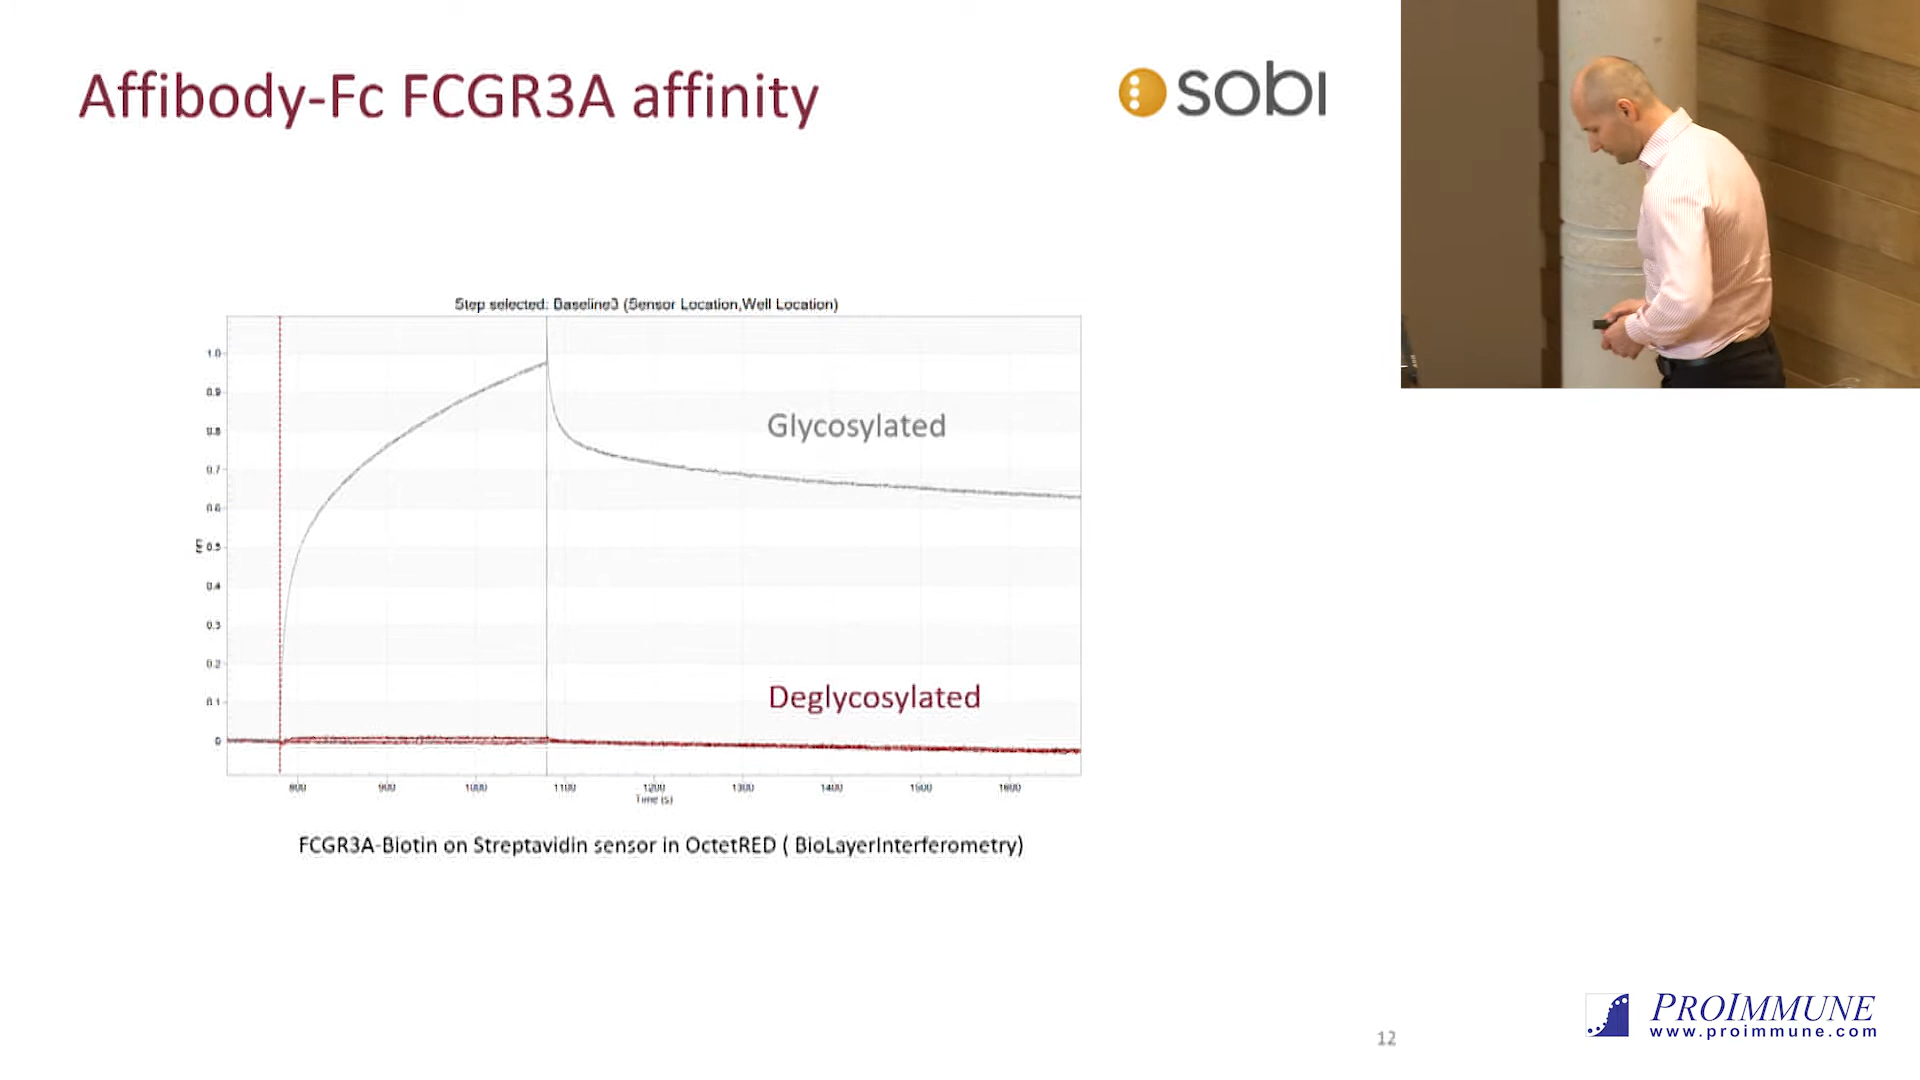 Affibody-Fc FCGR3A affinity
sobi
Step selected: Baseline3 (Sensor Location,Well Location)
1.0
0.9
0.8
0.7
0.6
0.5
0.4
0.3
0.2
0.1
0
Glycosylated
Deglycosylated
800 900 1000 1100 1200 1300 1400 1500 1600
Time (s)
FCGR3A-Biotin on Streptavidin sensor in OctetRED ( BioLayerInterferometry)
12
PROIMMUNE
www.proimmune.com